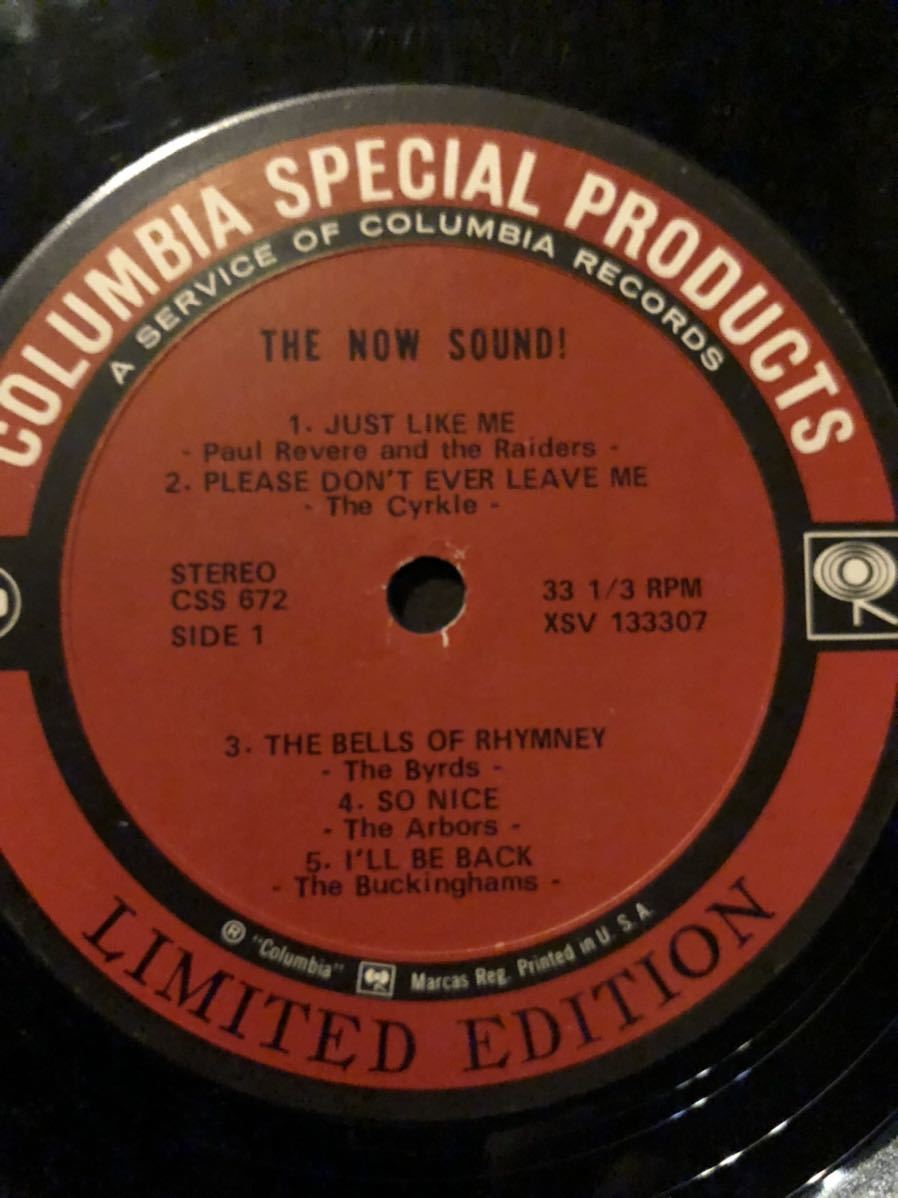 COLUMBIA SPECIAL PRODUCTS
A SERVICE OF COLUMBIA RECORDS
THE NOW SOUND!
1. JUST LIKE ME
- Paul Revere and the Raiders -
2. PLEASE DON'T EVER LEAVE ME
- The Cyrkle -
STEREO
CSS 672
SIDE 1
33 1/3 RPM
XSV 133307
3. THE BELLS OF RHYMNEY
- The Byrds -
4. SO NICE
- The Arbors -
5. I'LL BE BACK
- The Buckinghams -
® "Columbia" Marcas Reg. Printed in U. S. A.
LIMITED EDITION